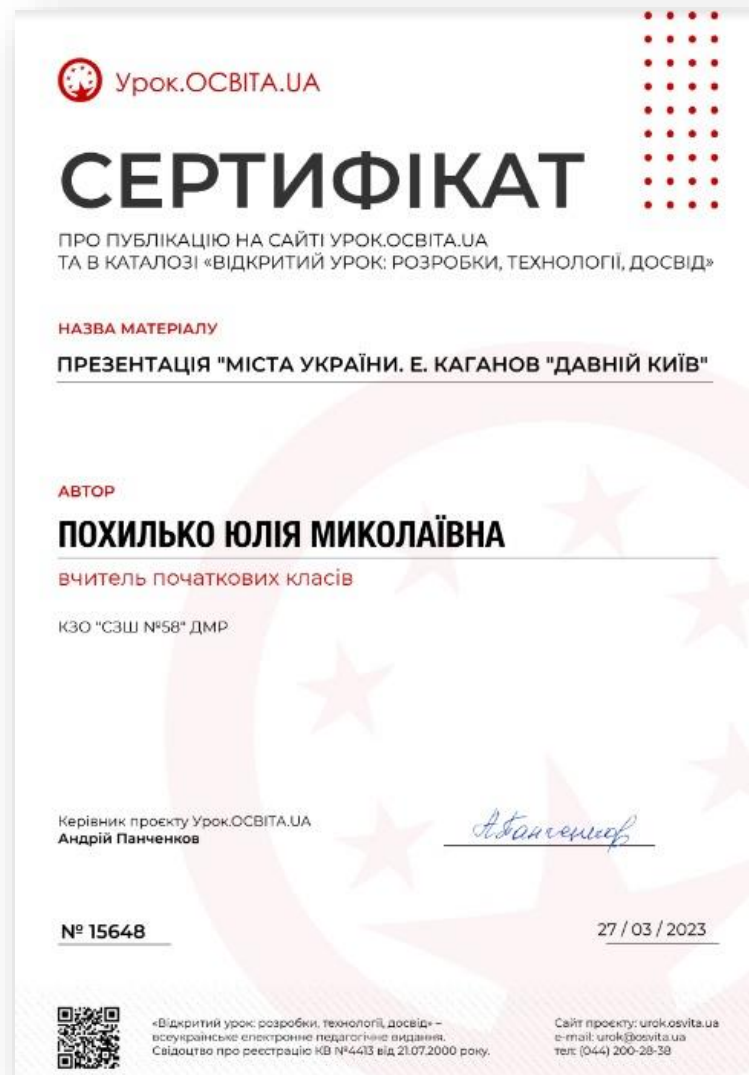 Урок.ОСВІТА.UA
СЕРТИФІКАТ
ПРО ПУБЛІКАЦІЮ НА САЙТІ УРОК.ОСВІТА.UA
ТА В КАТАЛОЗІ «ВІДКРИТИЙ УРОК: РОЗРОБКИ, ТЕХНОЛОГІЇ, ДОСВІД»
НАЗВА МАТЕРІАЛУ
ПРЕЗЕНТАЦІЯ "МІСТА УКРАЇНИ. Е. КАГАНОВ "ДАВНІЙ КИЇВ"
АВТОР
ПОХИЛЬКО ЮЛІЯ МИКОЛАЇВНА
вчитель початкових класів
КЗО "СЗШ №58" ДМР
Керівник проєкту Урок.ОСВІТА.UA
Андрій Панченков
АПанченков
№ 15648
27 / 03 / 2023
«Відкритий урок: розробки, технології, досвід» –
всеукраїнське електронне педагогічне видання.
Свідоцтво про реєстрацію КВ №4413 від 21.07.2000 року.
Сайт проєкту: urok.osvita.ua
e-mail: urok@osvita.ua
тел: (044) 200-28-38